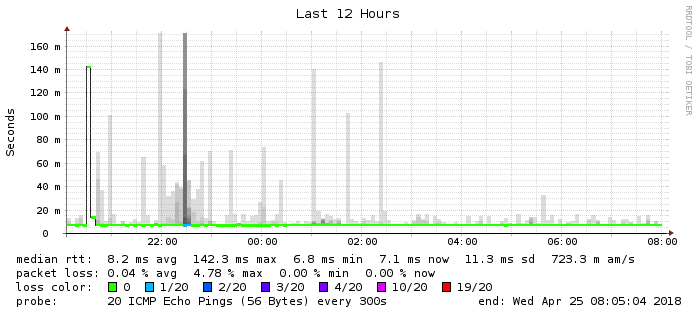 Last 12 Hours
RRDTOOL / TOBI OETIKER
Seconds
160 m
140 m
120 m
100 m
80 m
60 m
40 m
20 m
0
22:00 00:00 02:00 04:00 06:00 08:00
median rtt: 8.2 ms avg 142.3 ms max 6.8 ms min 7.1 ms now 11.3 ms sd 723.3 m am/s
packet loss: 0.04 % avg 4.78 % max 0.00 % min 0.00 % now
loss color: 0 1/20 2/20 3/20 4/20 10/20 19/20
probe: 20 ICMP Echo Pings (56 Bytes) every 300s end: Wed Apr 25 08:05:04 2018